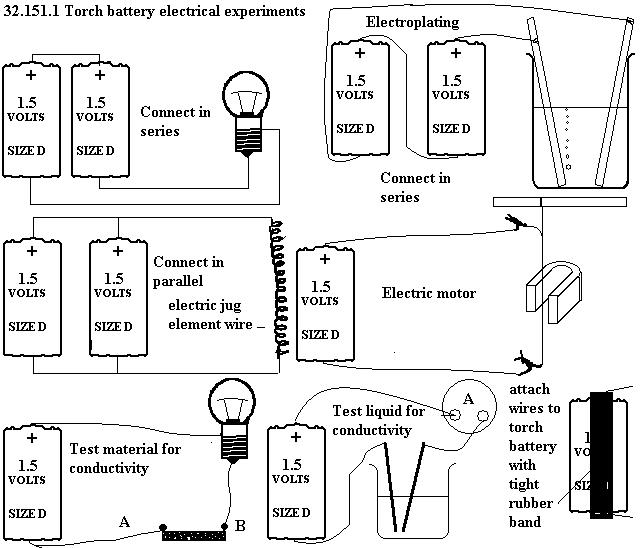 32.151.1 Torch battery electrical experiments
+
1.5
VOLTS
SIZE D
+
1.5
VOLTS
SIZE D
Connect in
series
Electroplating
+
1.5
VOLTS
SIZE D
+
1.5
VOLTS
SIZE D
Connect in
series
+
1.5
VOLTS
SIZE D
+
1.5
VOLTS
SIZE D
Connect in
parallel
electric jug
element wire
+
1.5
VOLTS
SIZE D
Electric motor
+
1.5
VOLTS
SIZE D
Test material for
conductivity
A
B
+
1.5
VOLTS
SIZE D
Test liquid for
conductivity
A
attach
wires to
torch
battery
with
tight
rubber
band
1
VO
SIZ